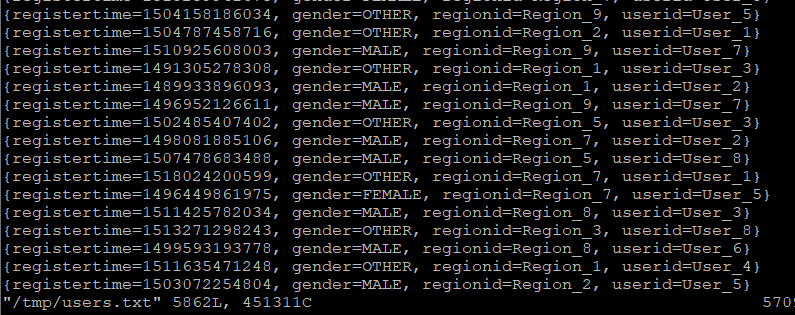 {registertime=1504158186034, gender=OTHER, regionid=Region_9, userid=User_5}
{registertime=1504787458716, gender=OTHER, regionid=Region_2, userid=User_1}
{registertime=1510925608003, gender=MALE, regionid=Region_9, userid=User_7}
{registertime=1491305278308, gender=OTHER, regionid=Region_1, userid=User_3}
{registertime=1489933896093, gender=MALE, regionid=Region_1, userid=User_2}
{registertime=1496952126611, gender=MALE, regionid=Region_9, userid=User_7}
{registertime=1502485407402, gender=OTHER, regionid=Region_5, userid=User_3}
{registertime=1498081885106, gender=MALE, regionid=Region_7, userid=User_2}
{registertime=1507478683488, gender=MALE, regionid=Region_5, userid=User_8}
{registertime=1518024200599, gender=OTHER, regionid=Region_7, userid=User_1}
{registertime=1496449861975, gender=FEMALE, regionid=Region_7, userid=User_5}
{registertime=1511425782034, gender=MALE, regionid=Region_8, userid=User_3}
{registertime=1513271298243, gender=OTHER, regionid=Region_3, userid=User_8}
{registertime=1499593193778, gender=MALE, regionid=Region_8, userid=User_6}
{registertime=1511635471248, gender=OTHER, regionid=Region_1, userid=User_4}
{registertime=1503072254804, gender=MALE, regionid=Region_2, userid=User_5}
"/tmp/users.txt" 5862L, 451311C 5709